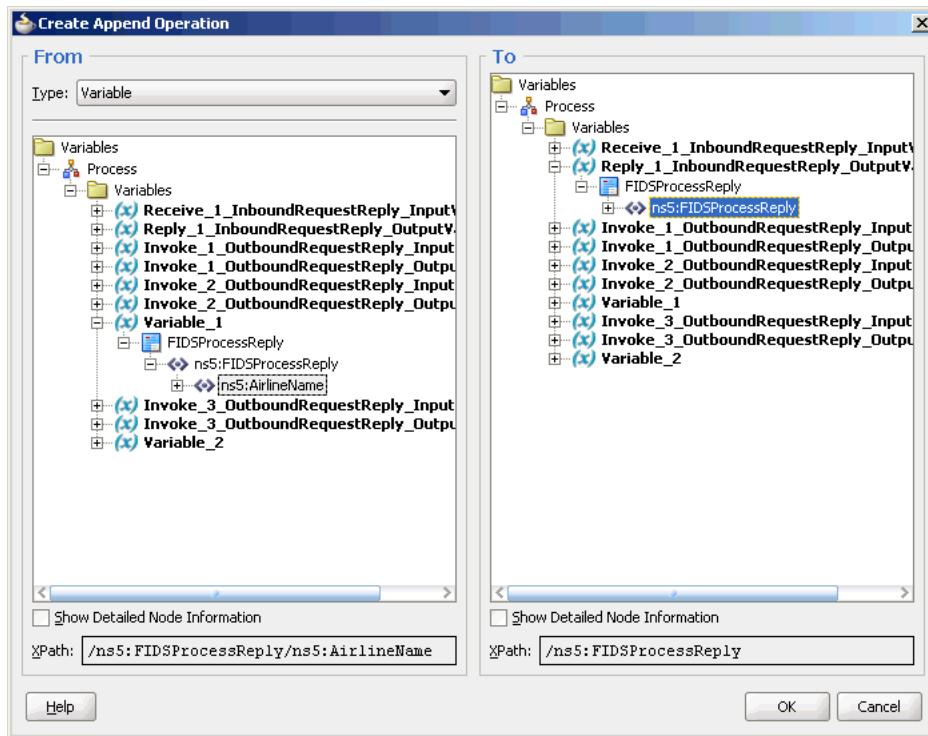 Create Append Operation
From
Type: Variable
Variables
Process
Variables
Receive_1_InboundRequestReply_InputV
Reply_1_InboundRequestReply_OutputV
Invoke_1_OutboundRequestReply_Input
Invoke_1_OutboundRequestReply_Outpu
Invoke_2_OutboundRequestReply_Input
Invoke_2_OutboundRequestReply_Outpu
Variable_1
FIDSProcessReply
ns5:FIDSProcessReply
ns5:AirlineName
Invoke_3_OutboundRequestReply_Input
Invoke_3_OutboundRequestReply_Outpu
Variable_2
Show Detailed Node Information
XPath: /ns5:FIDSProcessReply/ns5:AirlineName
To
Variables
Process
Variables
Receive_1_InboundRequestReply_InputV
Reply_1_InboundRequestReply_OutputV
FIDSProcessReply
ns5:FIDSProcessReply
Invoke_1_OutboundRequestReply_Input
Invoke_1_OutboundRequestReply_Outpu
Invoke_2_OutboundRequestReply_Input
Invoke_2_OutboundRequestReply_Outpu
Variable_1
Invoke_3_OutboundRequestReply_Input
Invoke_3_OutboundRequestReply_Outpu
Variable_2
Show Detailed Node Information
XPath: /ns5:FIDSProcessReply
Help
OK
Cancel